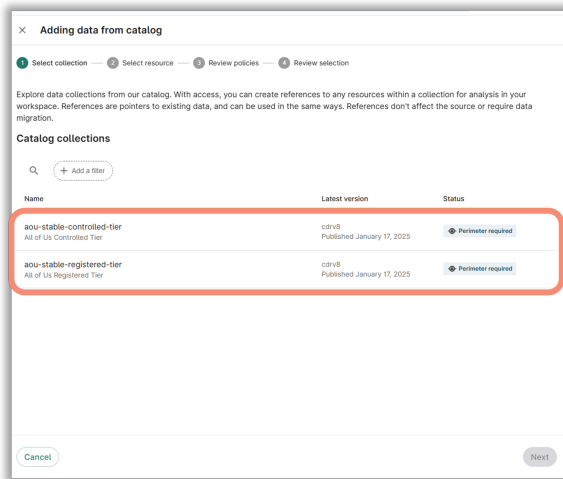 Adding data from catalog
1 Select collection 2 Select resource 3 Review policies 4 Review selection
Explore data collections from our catalog. With access, you can create references to any resources within a collection for analysis in your
workspace. References are pointers to existing data, and can be used in the same ways. References don't affect the source or require data
migration.
Catalog collections
+ Add a filter
Name Latest version Status
aou-stable-controlled-tier cdrv8 Perimeter required
All of Us Controlled Tier Published January 17, 2025
aou-stable-registered-tier cdrv8 Perimeter required
All of Us Registered Tier Published January 17, 2025
Cancel Next